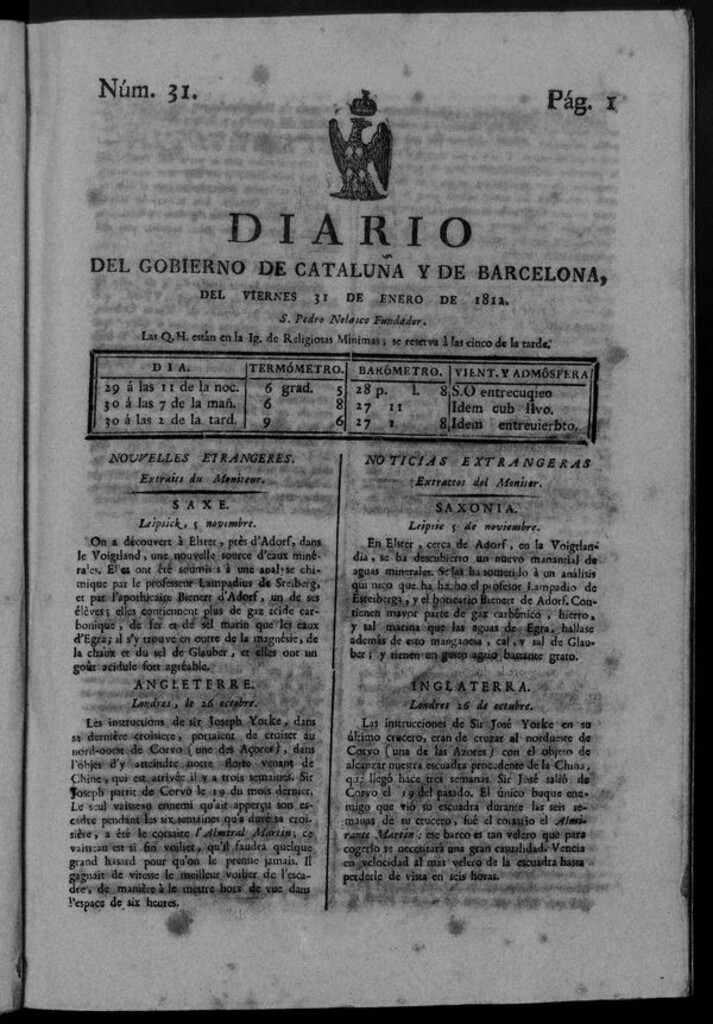 Núm. 31.
Pág. 1
DIARIO
DEL GOBIERNO DE CATALUÑA Y DE BARCELONA,
DEL VIERNES 31 DE ENERO DE 1812.
S. Pedro Nolasco Fundador.
Las Q.H. están en la Ig. de Religiosas Mínimas; se reserva á las cinco de la tarde.
DIA. TERMÓMETRO. BARÓMETRO. VIENT. Y ADMÓSFERA
29 á las 11 de la noc. 6 grad. 5 28 p. l. 8 S.O entrecuqieo
30 á las 7 de la mañ. 6 8 27 11 Idem cub llvo.
30 á las 2 de la tard. 9 6 27 1 8 Idem entreuierbto.
NOUVELLES ETRANGERES.
Extraits du Moniteur.
SAXE.
Leipsick, 5 novembre.
On a découvert à Elster, près d'Adorf, dans
le Voigtland, une nouvelle source d'eaux miné-
rales. Elles ont été soumises à une analyse chi-
mique par le professeur Lampadius de Freiberg,
et par l'apothicaire Bienert d'Adorf, un de ses
élèves; elles contiennent plus de gaz acide car-
bonique, de fer et de sel marin que les eaux
d'Egra; il s'y trouve en outre de la magnésie, de
la chaux et du sel de Glauber, et elles ont un
goût acidule fort agréable.
ANGLETERRE.
Londres, le 26 octobre.
Les instructions de sir Joseph Yorke, dans
sa dernière croisière, portaient de croiser au
nord-ouest de Corvo (une des Açores), dans
l'objet d'y atteindre notre flotte venant de
Chine, qui est arrivée il y a trois semaines. Sir
Joseph partit de Corvo le 19 du mois dernier.
Le seul vaisseau ennemi qu'ait apperçu son es-
cadre pendant les six semaines qu'a duré sa croi-
sière, a été le corsaire l'Almiral Martin; ce
vaisseau est si fin voilier, qu'il faudra quelque
grand hasard pour qu'on le prenne jamais. Il
gagnait de vitesse le meilleur voilier de l'esca-
dre, de manière à le mettre hors de vue dans
l'espace de six heures.
NOTICIAS EXTRANGERAS
Extractos del Monitor.
SAXONIA.
Leipsic 5 de noviembre.
En Elster, cerca de Adorf, en la Voigtlan-
dia, se ha descubierto un nuevo manantial de
aguas minerales. Se las ha sometido à un análisis
quimico que ha hecho el profesor Lampadio de
Freiberga, y el boticario Bienert de Adorf. Con-
tienen mayor parte de gaz carbónico, hierro,
y sal marina que las aguas de Egra, hallase
además de esto manganesa, cal, y sal de Glau-
ber; y tienen un gusto agrio bastante grato.
INGLATERRA.
Londres 26 de octubre.
Las instrucciones de Sir José Yorke en su
último crucero, eran de cruzar al nordueste de
Corvo (una de las Azores) con el objeto de
alcanzar nuestra escuadra procedente de la China,
que llegó hace tres semanas. Sir José salió de
Corvo el 19 del pasado. El único buque ene-
migo que vió su escuadra durante las seis se-
manas de su crucero, fué el corsario el Almi-
rante Martin: ese barco es tan velero que para
cogerlo se necesitará una gran casualidad. Vencia
en velocidad al mas velero de la escuadra hasta
perderle de vista en seis horas.